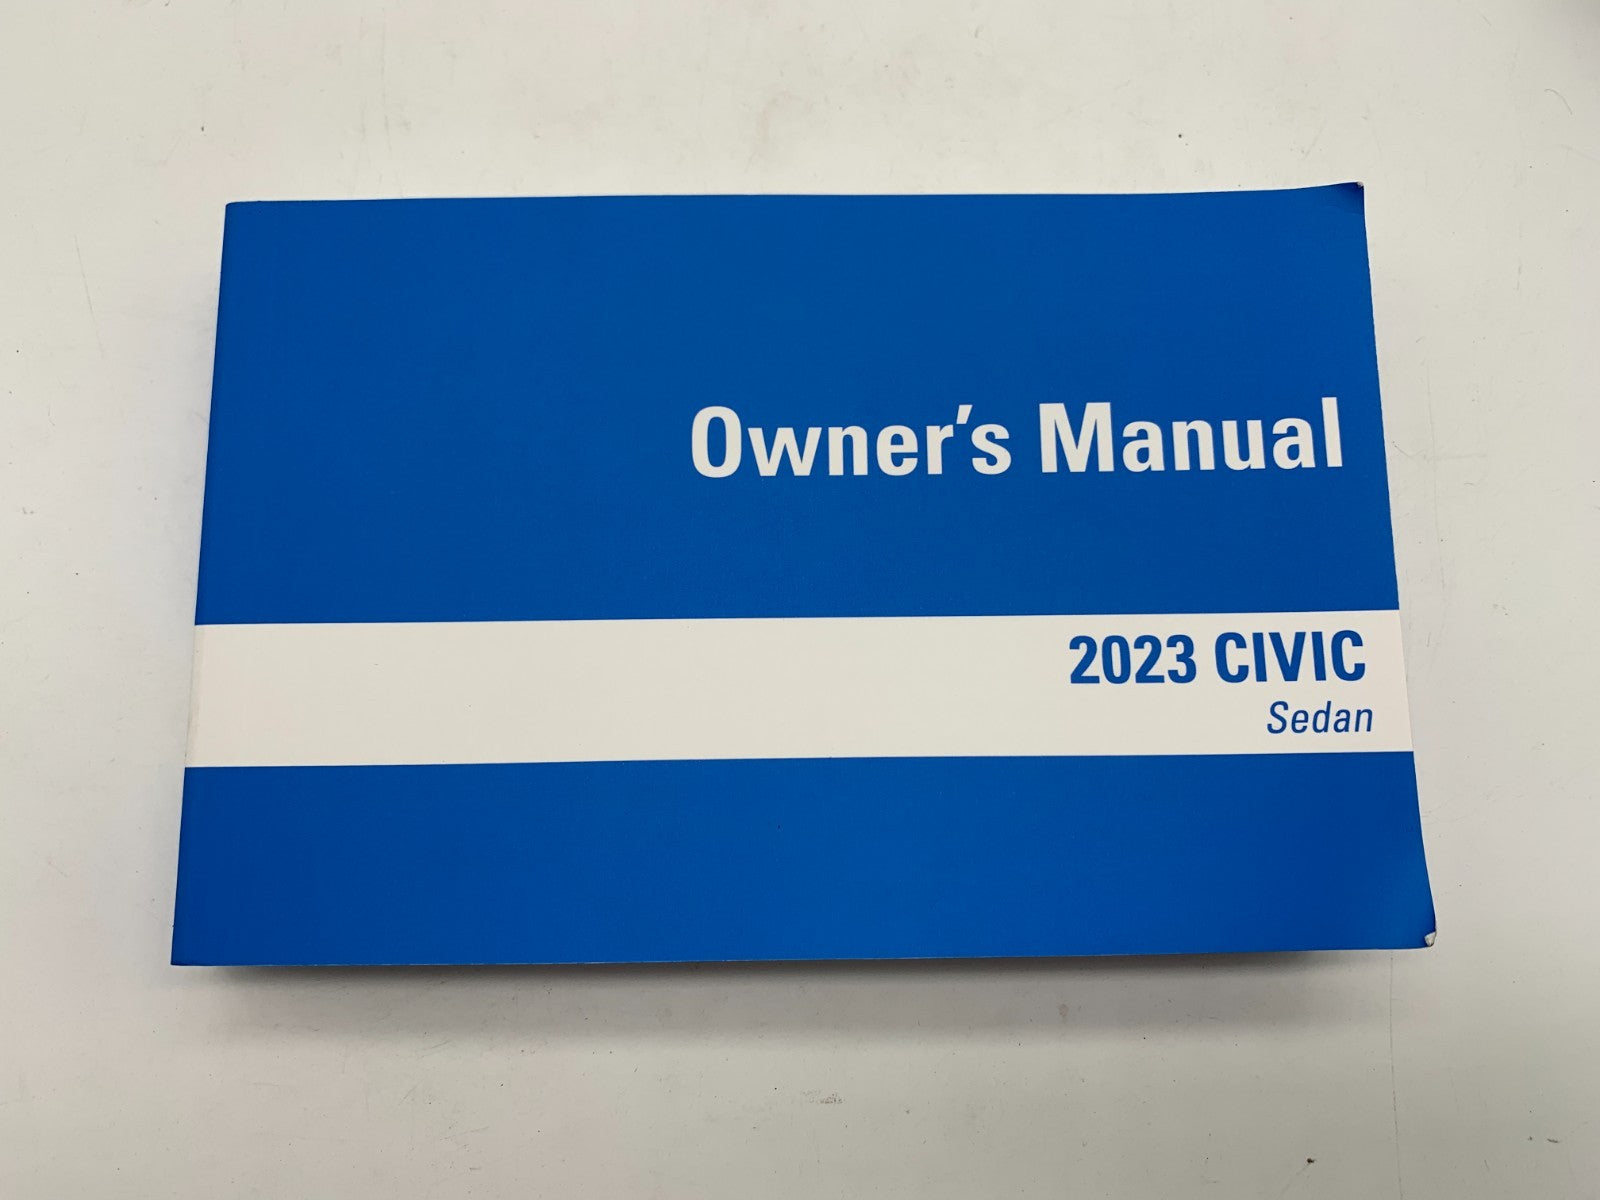 Owner's Manual
2023 CIVIC
Sedan